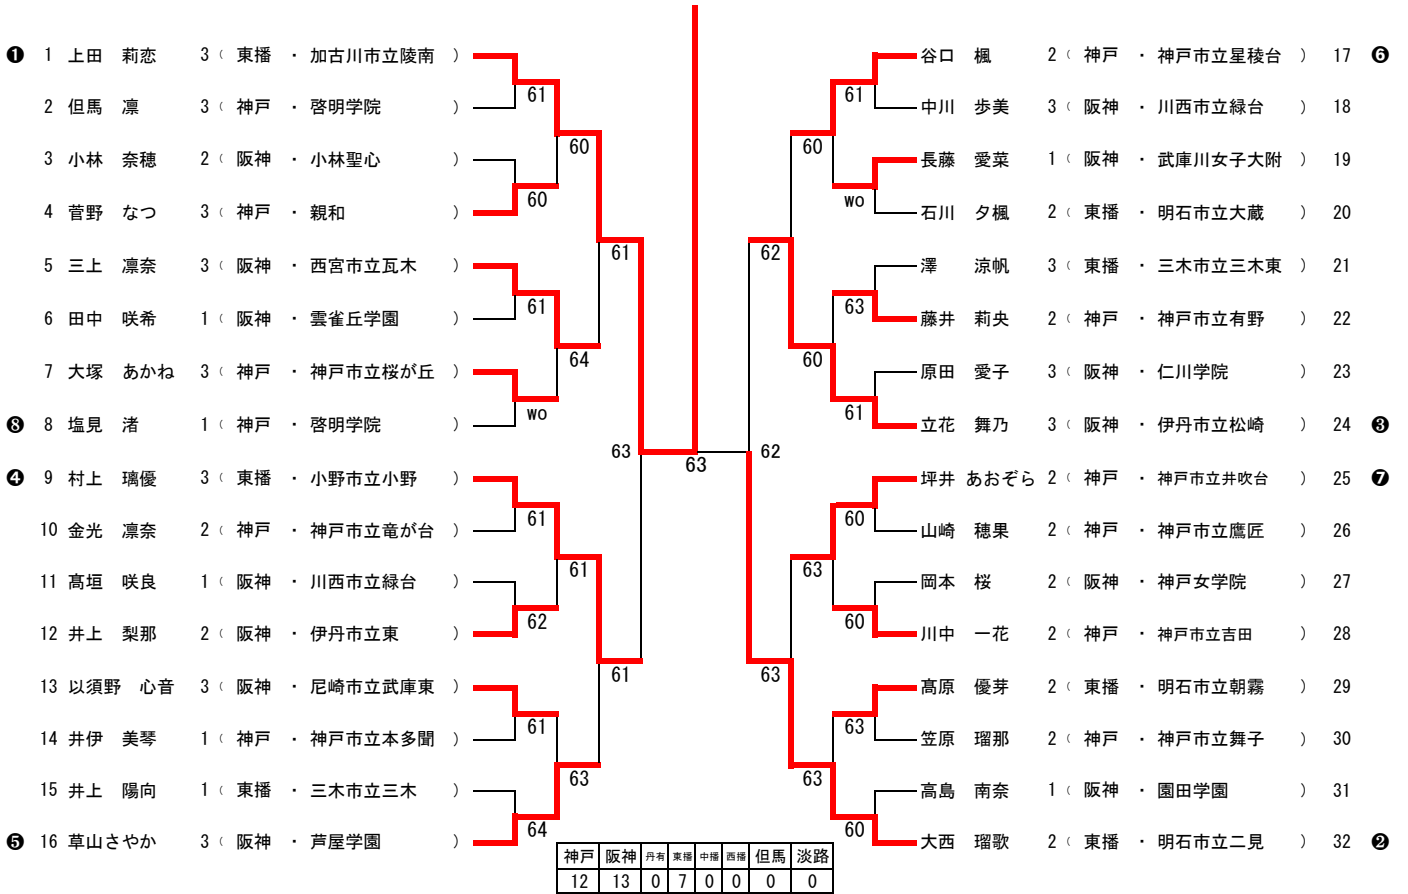 ❶ 1 上田 莉恋 3 ( 東播 ・ 加古川市立陵南 )
2 但馬 凛 3 ( 神戸 ・ 啓明学院 )
61
3 小林 奈穂 2 ( 阪神 ・ 小林聖心 )
60
4 菅野 なつ 3 ( 神戸 ・ 親和 )
60
5 三上 凛奈 3 ( 阪神 ・ 西宮市立瓦木 )
61
6 田中 咲希 1 ( 阪神 ・ 雲雀丘学園 )
61
7 大塚 あかね 3 ( 神戸 ・ 神戸市立桜が丘 )
64
❽ 8 塩見 渚 1 ( 神戸 ・ 啓明学院 )
wo
63
❹ 9 村上 璃優 3 ( 東播 ・ 小野市立小野 )
10 金光 凛奈 2 ( 神戸 ・ 神戸市立竜が台 )
61
11 髙垣 咲良 1 ( 阪神 ・ 川西市立緑台 )
61
12 井上 梨那 2 ( 阪神 ・ 伊丹市立東 )
62
13 以須野 心音 3 ( 阪神 ・ 尼崎市立武庫東 )
61
14 井伊 美琴 1 ( 神戸 ・ 神戸市立本多聞 )
61
15 井上 陽向 1 ( 東播 ・ 三木市立三木 )
63
❺ 16 草山さやか 3 ( 阪神 ・ 芦屋学園 )
64
63
谷口 楓 2 ( 神戸 ・ 神戸市立星稜台 ) 17 ❻
61
中川 歩美 3 ( 阪神 ・ 川西市立緑台 ) 18
60
長藤 愛菜 1 ( 阪神 ・ 武庫川女子大附 ) 19
wo
石川 夕楓 2 ( 東播 ・ 明石市立大蔵 ) 20
62
澤 涼帆 3 ( 東播 ・ 三木市立三木東 ) 21
63
藤井 莉央 2 ( 神戸 ・ 神戸市立有野 ) 22
60
原田 愛子 3 ( 阪神 ・ 仁川学院 ) 23
61
立花 舞乃 3 ( 阪神 ・ 伊丹市立松崎 ) 24 ❸
62
坪井 あおぞら 2 ( 神戸 ・ 神戸市立井吹台 ) 25 ❼
60
山崎 穂果 2 ( 神戸 ・ 神戸市立鷹匠 ) 26
63
岡本 桜 2 ( 阪神 ・ 神戸女学院 ) 27
60
川中 一花 2 ( 神戸 ・ 神戸市立吉田 ) 28
63
髙原 優芽 2 ( 東播 ・ 明石市立朝霧 ) 29
63
笠原 瑠那 2 ( 神戸 ・ 神戸市立舞子 ) 30
63
高島 南奈 1 ( 阪神 ・ 園田学園 ) 31
60
大西 瑠歌 2 ( 東播 ・ 明石市立二見 ) 32 ❷
神戸 阪神 丹有 東播 中播 西播 但馬 淡路
12 13 0 7 0 0 0 0